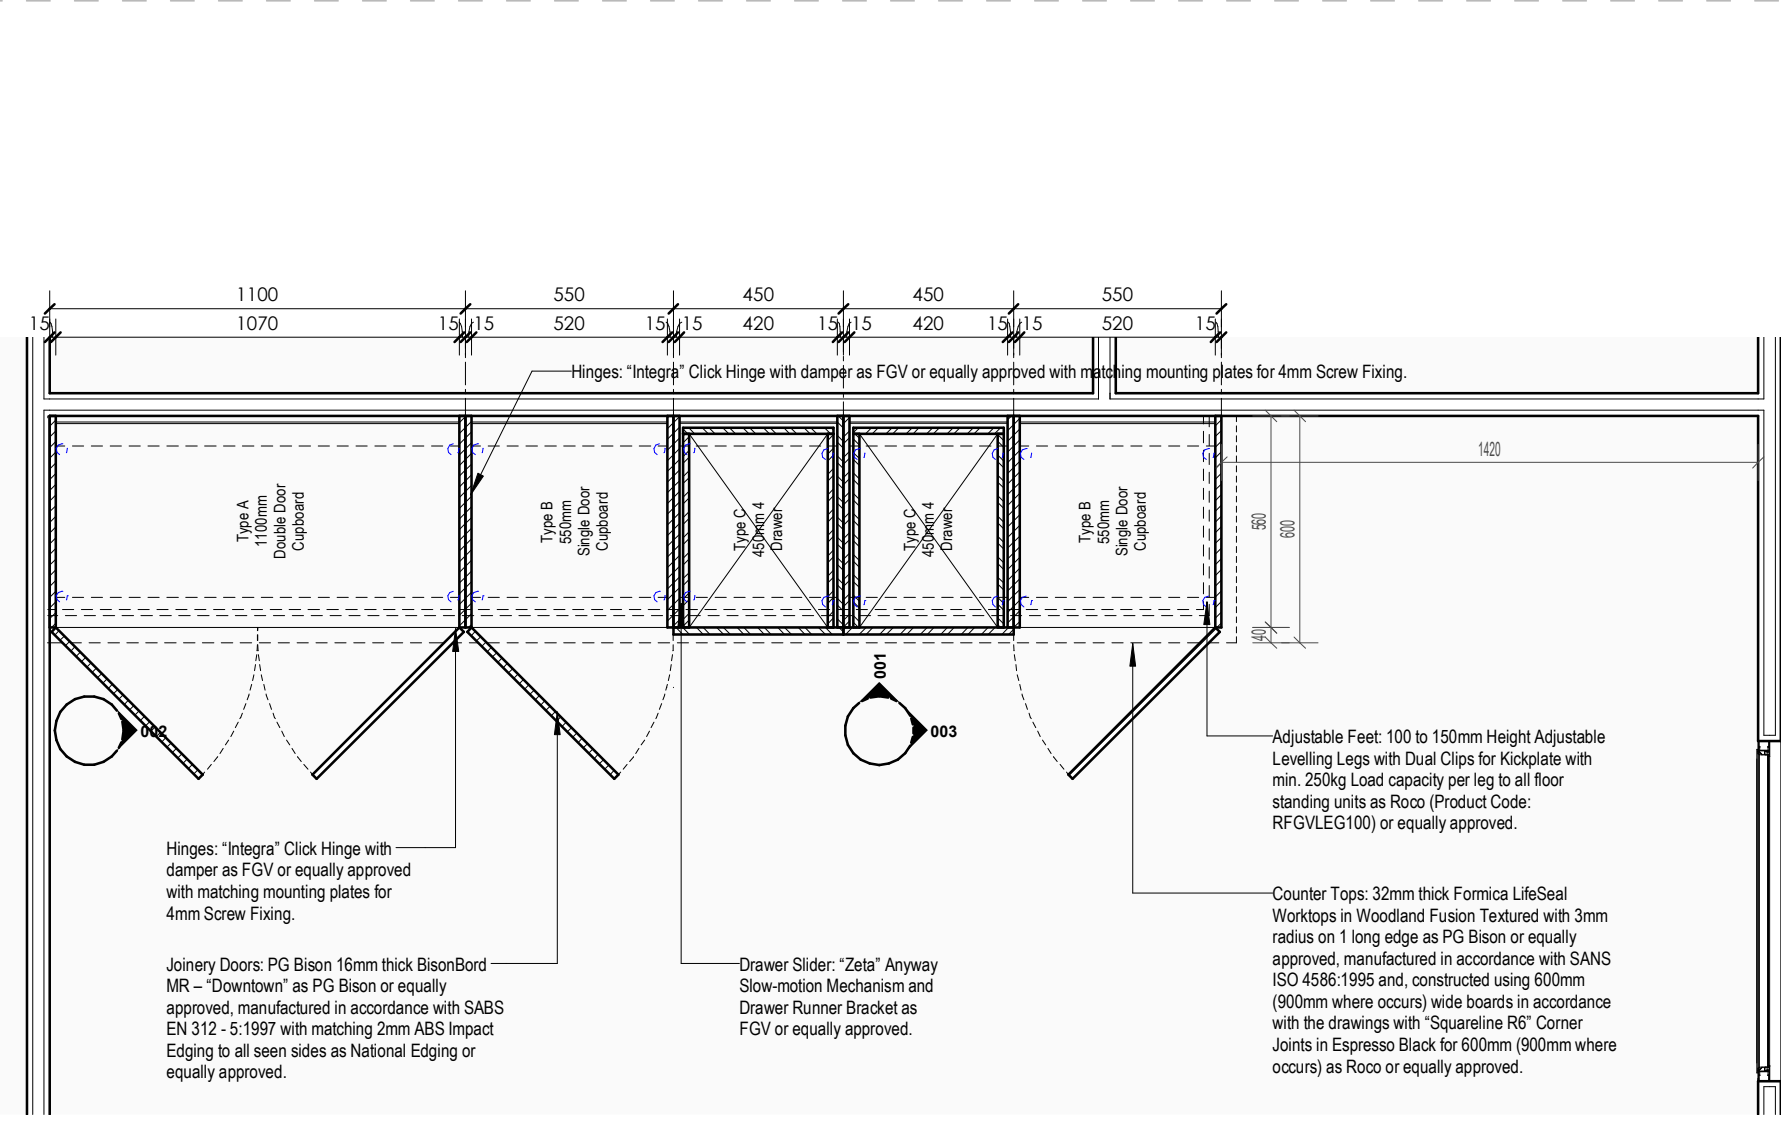 1100
550
450
450
550
15
1070
15
15
520
15
15
420
15
15
420
15
15
520
15
Hinges: “Integra” Click Hinge with damper as FGV or equally approved with matching mounting plates for 4mm Screw Fixing.
1420
Type A
1100mm
Double Door
Cupboard
Type B
550mm
Single Door
Cupboard
Type C
450mm 4
Drawer
Type C
450mm 4
Drawer
Type B
550mm
Single Door
Cupboard
560
600
40
001
002
003
Adjustable Feet: 100 to 150mm Height Adjustable
Levelling Legs with Dual Clips for Kickplate with
min. 250kg Load capacity per leg to all floor
standing units as Roco (Product Code:
RFGVLEG100) or equally approved.
Hinges: “Integra” Click Hinge with
damper as FGV or equally approved
with matching mounting plates for
4mm Screw Fixing.
Counter Tops: 32mm thick Formica LifeSeal
Worktops in Woodland Fusion Textured with 3mm
radius on 1 long edge as PG Bison or equally
approved, manufactured in accordance with SANS
ISO 4586:1995 and, constructed using 600mm
(900mm where occurs) wide boards in accordance
with the drawings with “Squareline R6” Corner
Joints in Espresso Black for 600mm (900mm where
occurs) as Roco or equally approved.
Joinery Doors: PG Bison 16mm thick BisonBord
MR – “Downtown” as PG Bison or equally
approved, manufactured in accordance with SABS
EN 312 - 5:1997 with matching 2mm ABS Impact
Edging to all seen sides as National Edging or
equally approved.
Drawer Slider: “Zeta” Anyway
Slow-motion Mechanism and
Drawer Runner Bracket as
FGV or equally approved.